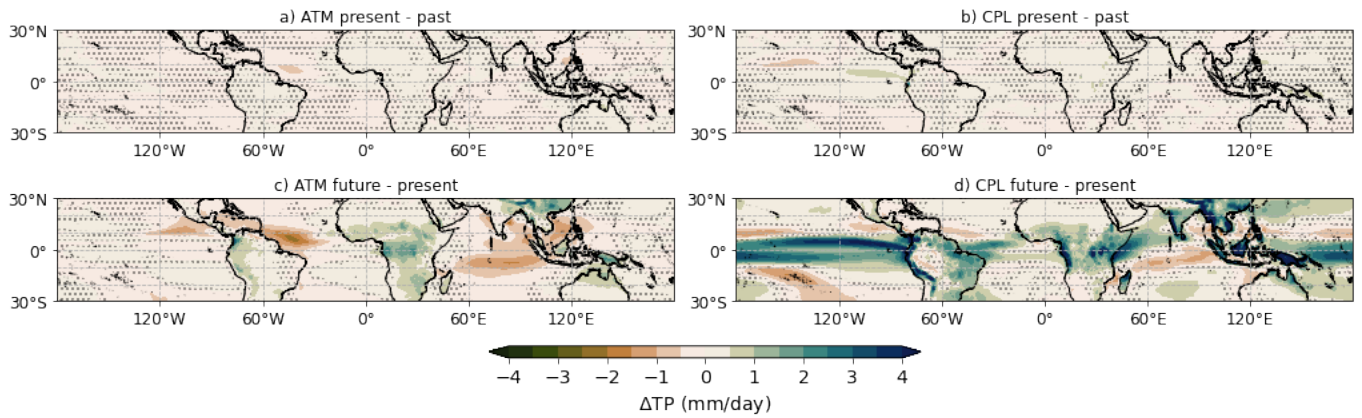 a) ATM present - past
b) CPL present - past
30°N
0°
30°S
120°W 60°W 0° 60°E 120°E
30°N
0°
30°S
120°W 60°W 0° 60°E 120°E
c) ATM future - present
d) CPL future - present
30°N
0°
30°S
120°W 60°W 0° 60°E 120°E
30°N
0°
30°S
120°W 60°W 0° 60°E 120°E
−4 −3 −2 −1 0 1 2 3 4
ΔTP (mm/day)